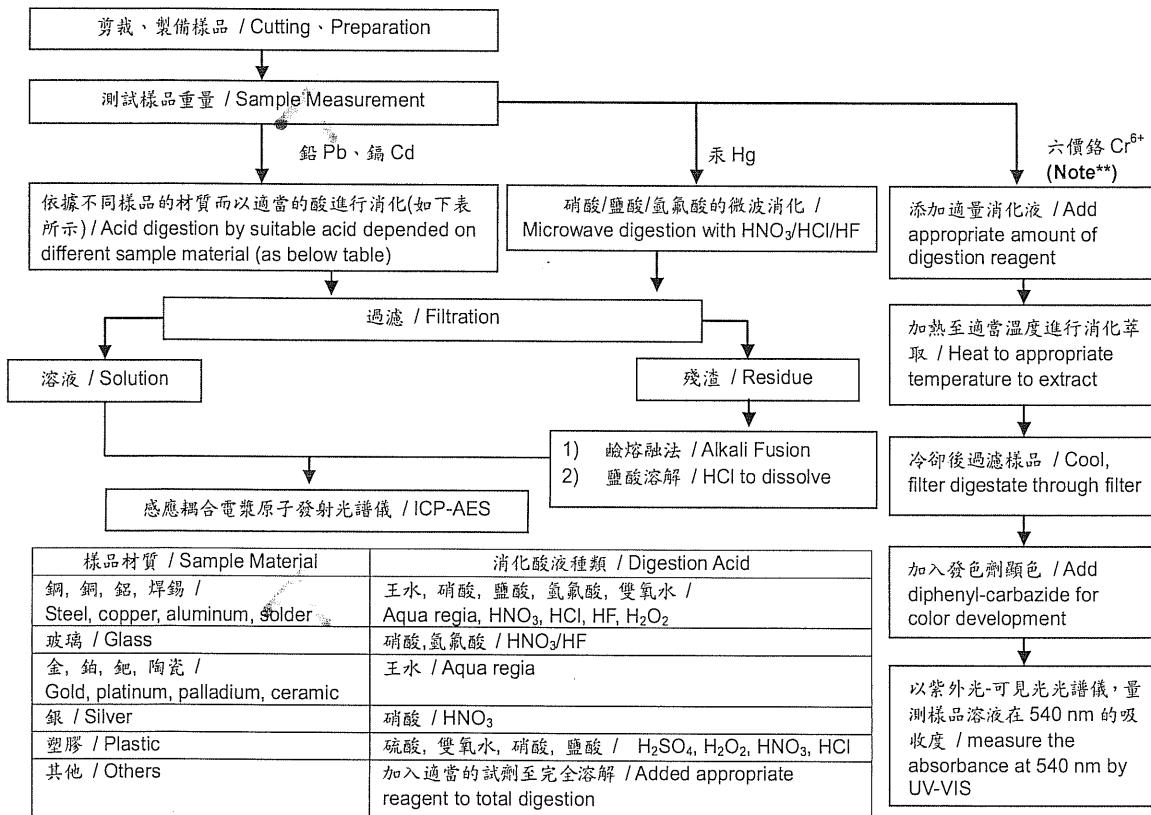 剪裁、製備樣品 / Cutting、Preparation
測試樣品重量 / Sample Measurement
鉛 Pb、鎘 Cd
汞 Hg
六價鉻 Cr⁶⁺
(Note**)
依據不同樣品的材質而以適當的酸進行消化(如下表
所示) / Acid digestion by suitable acid depended on
different sample material (as below table)
硝酸/鹽酸/氫氟酸的微波消化 /
Microwave digestion with HNO₃/HCl/HF
添加適量消化液 / Add
appropriate amount of
digestion reagent
過濾 / Filtration
加熱至適當溫度進行消化萃
取 / Heat to appropriate
temperature to extract
溶液 / Solution
殘渣 / Residue
1) 鹼熔融法 / Alkali Fusion
2) 鹽酸溶解 / HCl to dissolve
冷卻後過濾樣品 / Cool,
filter digestate through filter
感應耦合電漿原子發射光譜儀 / ICP-AES
加入發色劑顯色 / Add
diphenyl-carbazide for
color development
以紫外光-可見光光譜儀,量
測樣品溶液在 540 nm 的吸
收度 / measure the
absorbance at 540 nm by
UV-VIS
樣品材質 / Sample Material
消化酸液種類 / Digestion Acid
鋼, 銅, 鋁, 焊錫 /
Steel, copper, aluminum, solder
王水, 硝酸, 鹽酸, 氫氟酸, 雙氧水 /
Aqua regia, HNO₃, HCl, HF, H₂O₂
玻璃 / Glass
硝酸,氫氟酸 / HNO₃/HF
金, 鉑, 鈀, 陶瓷 /
Gold, platinum, palladium, ceramic
王水 / Aqua regia
銀 / Silver
硝酸 / HNO₃
塑膠 / Plastic
硫酸, 雙氧水, 硝酸, 鹽酸 / H₂SO₄, H₂O₂, HNO₃, HCl
其他 / Others
加入適當的試劑至完全溶解 / Added appropriate
reagent to total digestion